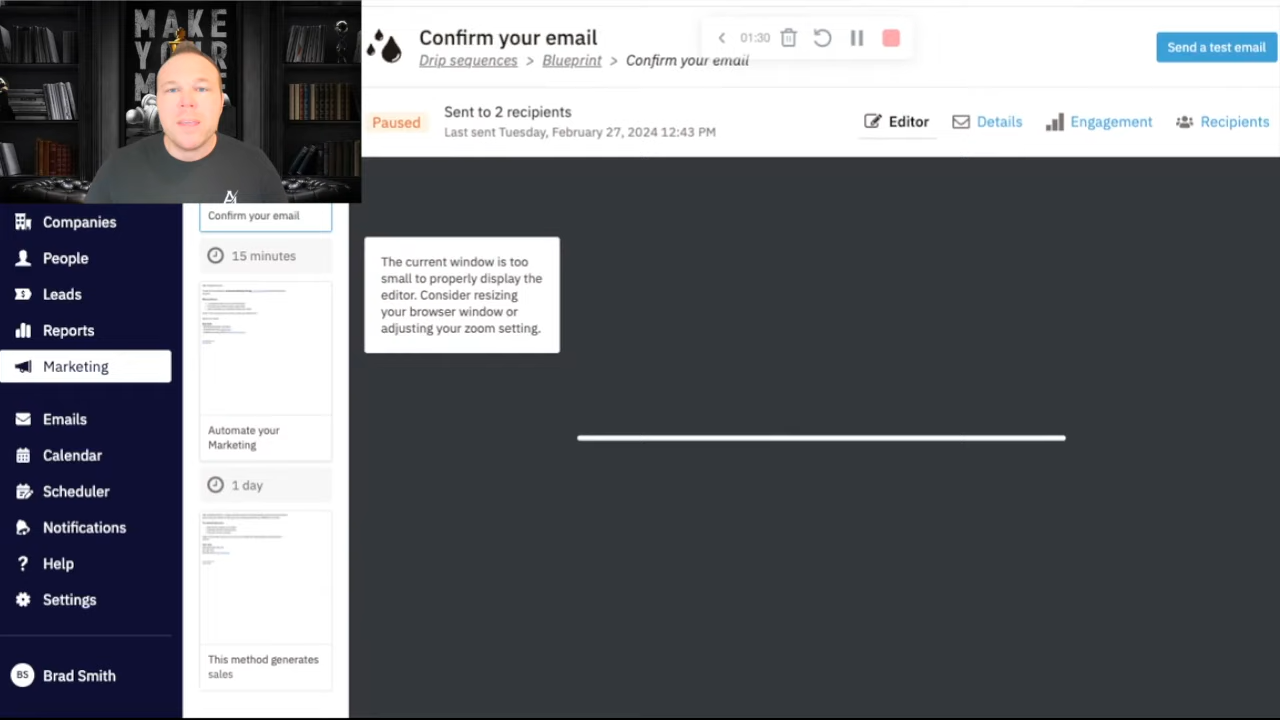 MAKE
YOUR
Confirm your email
Drip sequences > Blueprint > Confirm your email
01:30
Send a test email
Paused
Sent to 2 recipients
Last sent Tuesday, February 27, 2024 12:43 PM
Editor
Details
Engagement
Recipients
Companies
People
Leads
Reports
Marketing
Emails
Calendar
Scheduler
Notifications
? Help
Settings
BS Brad Smith
Confirm your email
15 minutes
Automate your
Marketing
1 day
This method generates
sales
The current window is too
small to properly display the
editor. Consider resizing
your browser window or
adjusting your zoom setting.